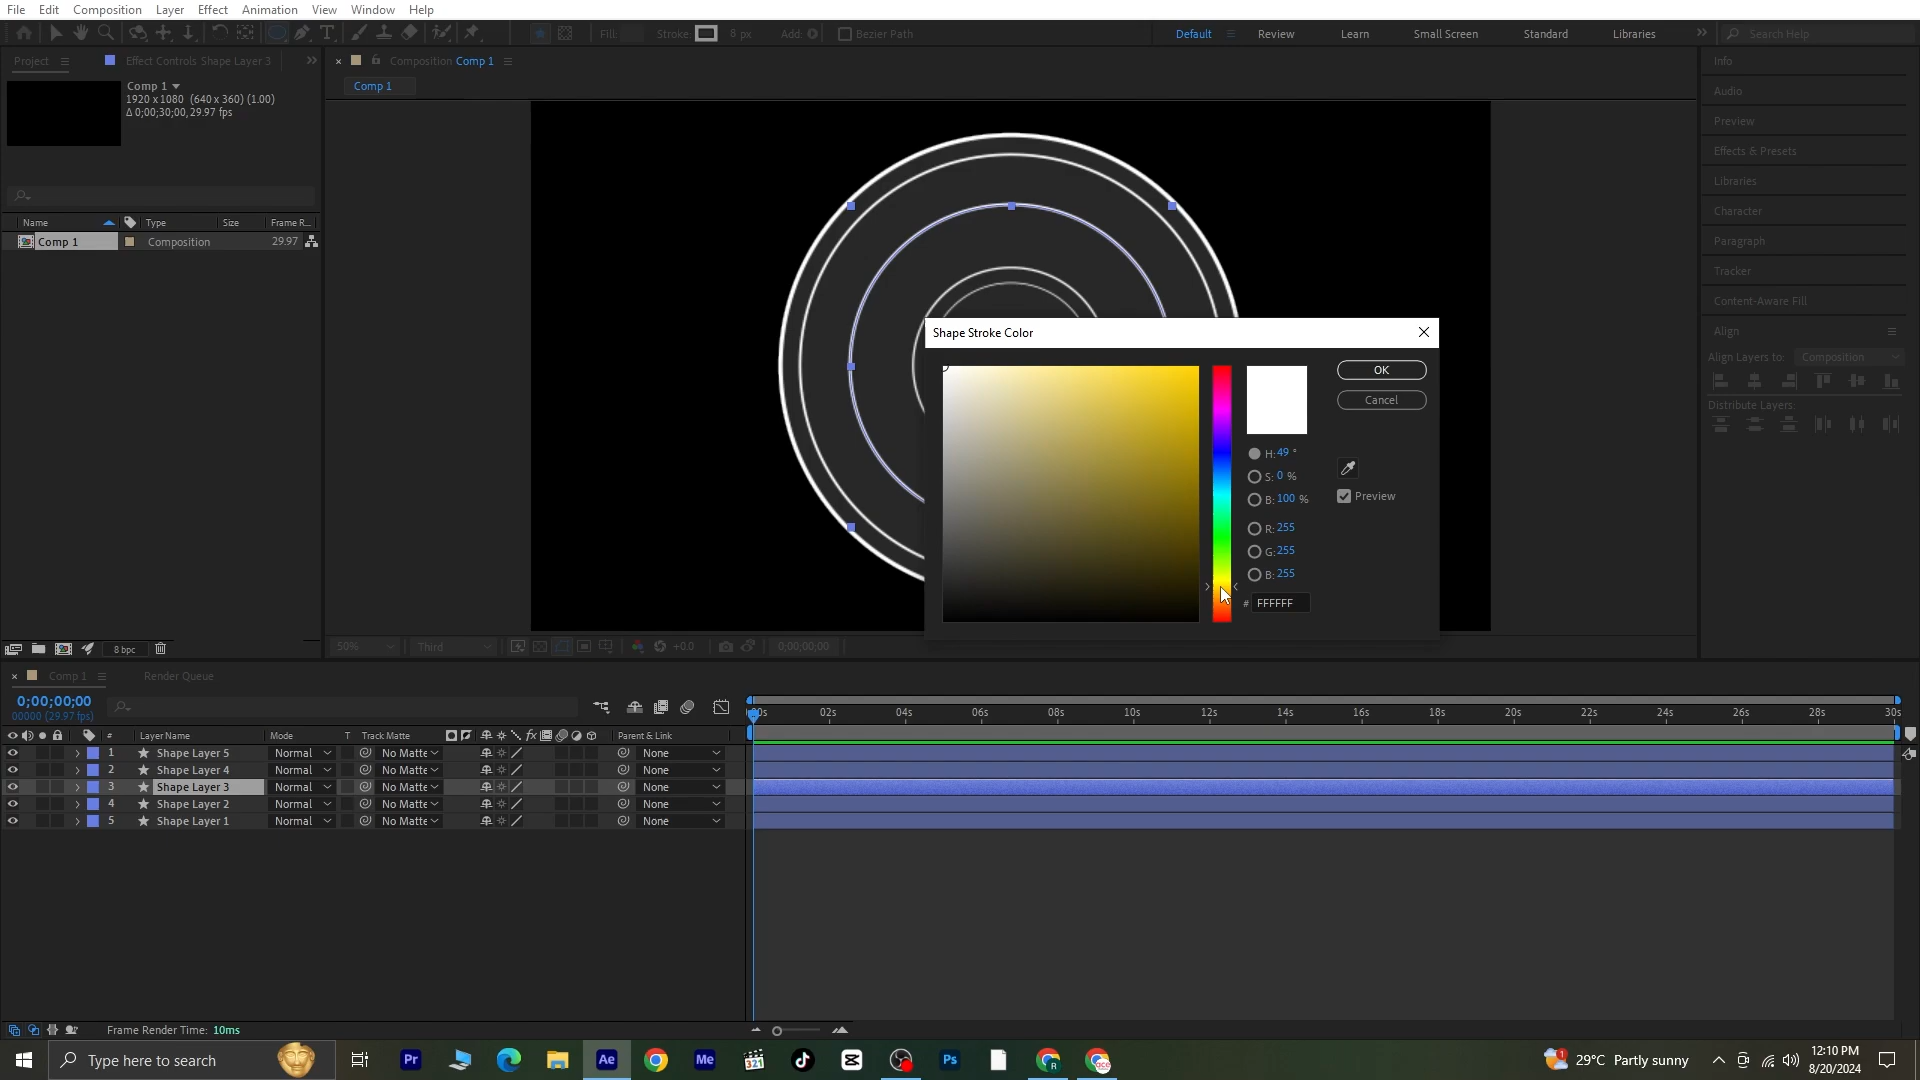 File Edit Composition Layer Effect Animation View Window Help
Fill: Stroke: 8 px Add: Bezier Path Default Review Learn Small Screen Standard Libraries Search Help
Project Effect Controls Shape Layer 3 Composition Comp 1 Info
Comp 1
1920 x 1080 (640 x 360) (1.00)
Δ 0;00;30;00, 29.97 fps
Comp 1
Audio
Preview
Effects & Presets
Libraries
Character
Paragraph
Tracker
Content-Aware Fill
Align
Align Layers to: Composition
Distribute Layers:
Name Type Size Frame R...
Comp 1 Composition 29.97
Shape Stroke Color
OK
Cancel
H: 49 °
S: 0 %
B: 100 %
Preview
R: 255
G: 255
B: 255
# FFFFFF
8 bpc
50% Third +0.0 0;00;00;00
Comp 1 Render Queue
0;00;00;00
00000 (29.97 fps)
00s 02s 04s 06s 08s 10s 12s 14s 16s 18s 20s 22s 24s 26s 28s 30s
# Layer Name Mode T Track Matte fx Parent & Link
1 Shape Layer 5 Normal No Matte None
2 Shape Layer 4 Normal No Matte None
3 Shape Layer 3 Normal No Matte None
4 Shape Layer 2 Normal No Matte None
5 Shape Layer 1 Normal No Matte None
Frame Render Time: 10ms
Type here to search
Pr Ae Me 321 Ps
29°C Partly sunny
12:10 PM
8/20/2024